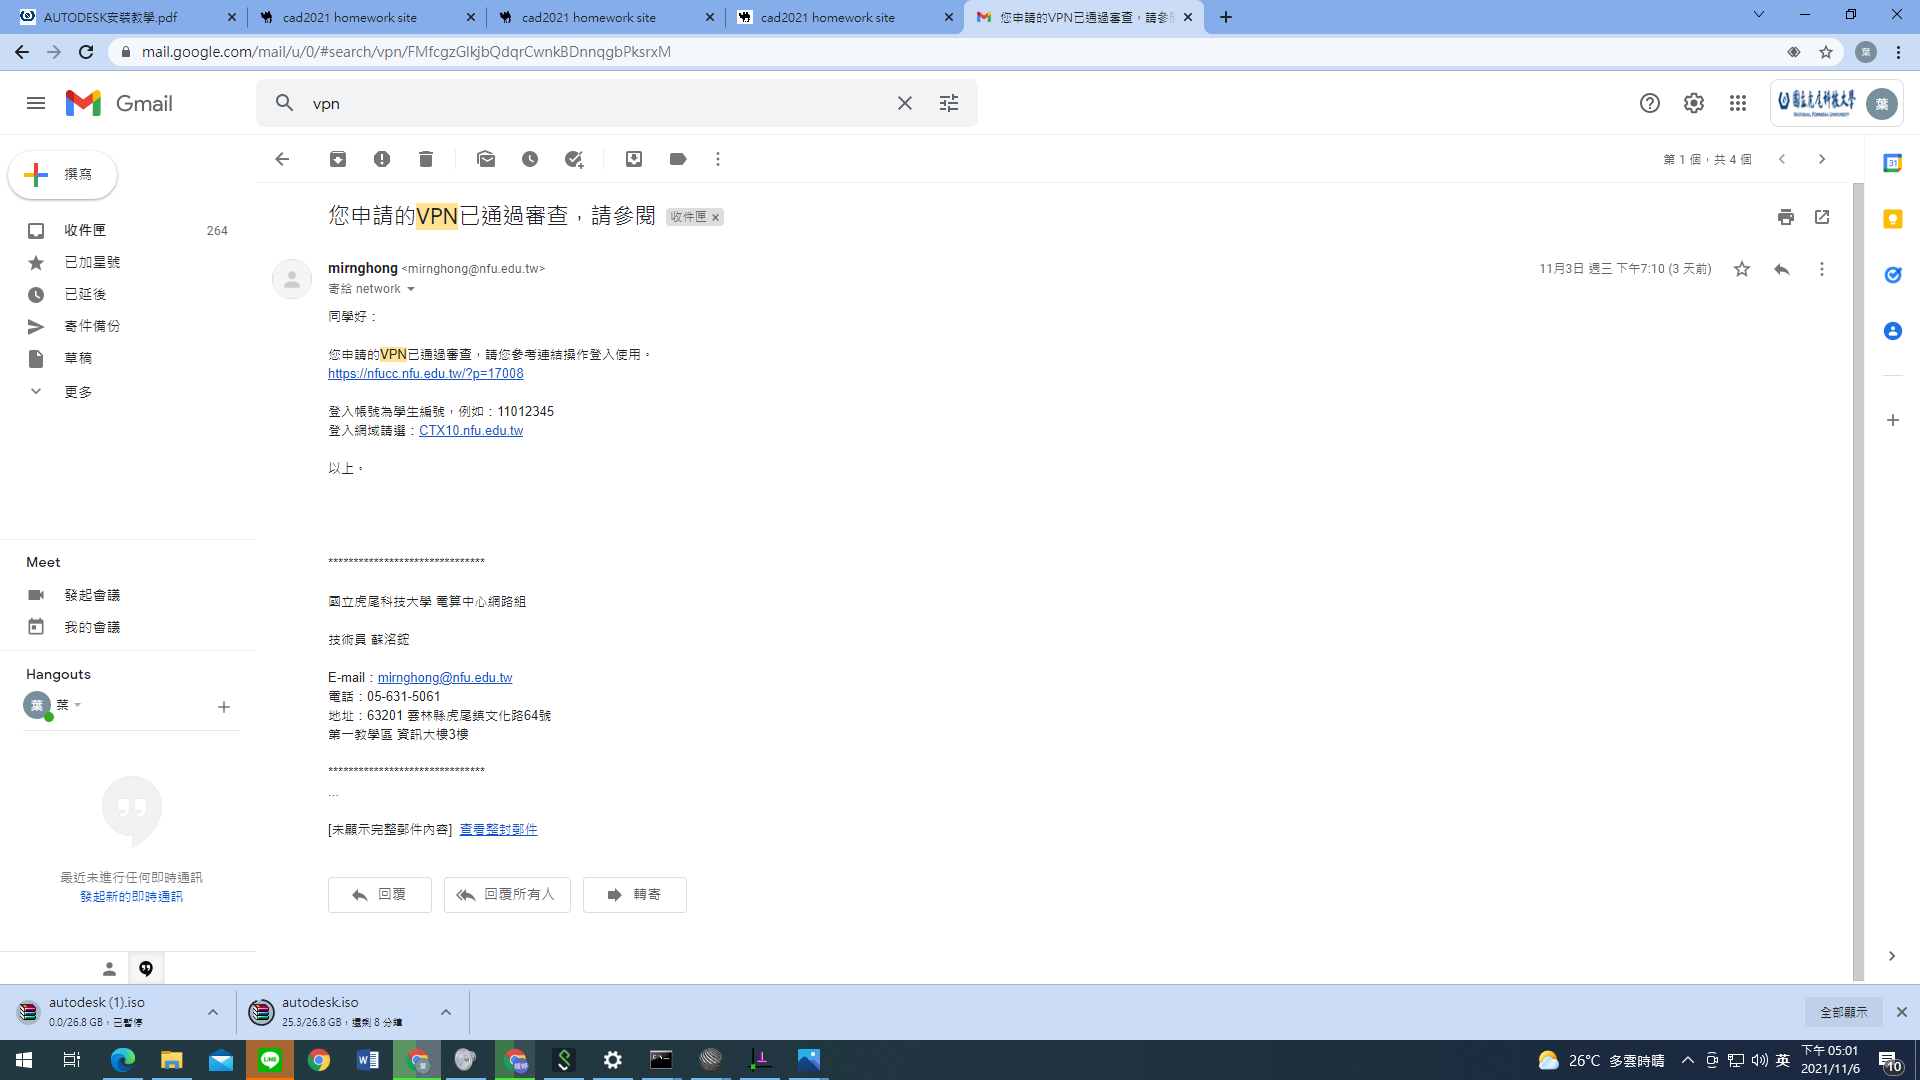 AUTODESK安裝教學.pdf
cad2021 homework site
cad2021 homework site
cad2021 homework site
您申請的VPN已通過審查，請參
mail.google.com/mail/u/0/#search/vpn/FMfcgzGlkjbQdqrCwnkBDnnqgbPksrxM
葉
Gmail
vpn
國立虎尾科技大學
NATIONAL FORMOSA UNIVERSITY
葉
撰寫
第 1 個，共 4 個
31
收件匣 264
已加星號
已延後
寄件備份
草稿
更多
您申請的VPN已通過審查，請參閱 收件匣
mirnghong <mirnghong@nfu.edu.tw>
11月3日 週三 下午7:10 (3 天前)
寄給 network
同學好：
您申請的VPN已通過審查，請您參考連結操作登入使用。
https://nfucc.nfu.edu.tw/?p=17008
登入帳號為學生編號，例如：11012345
登入網域請選：CTX10.nfu.edu.tw
以上。
*******************************
國立虎尾科技大學 電算中心網路組
E-mail：mirnghong@nfu.edu.tw
電話：05-631-5061
地址：63201 雲林縣虎尾鎮文化路64號
第一教學區 資訊大樓3樓
*******************************
...
[未顯示完整郵件內容] 查看整封郵件
回覆
回覆所有人
轉寄
Meet
發起會議
我的會議
Hangouts
葉 葉
最近未進行任何即時通訊
發起新的即時通訊
autodesk (1).iso
0.0/26.8 GB，已暫停
autodesk.iso
25.3/26.8 GB，還剩 8 分鐘
全部顯示
26°C 多雲時晴
英
下午 05:01
2021/11/6
10